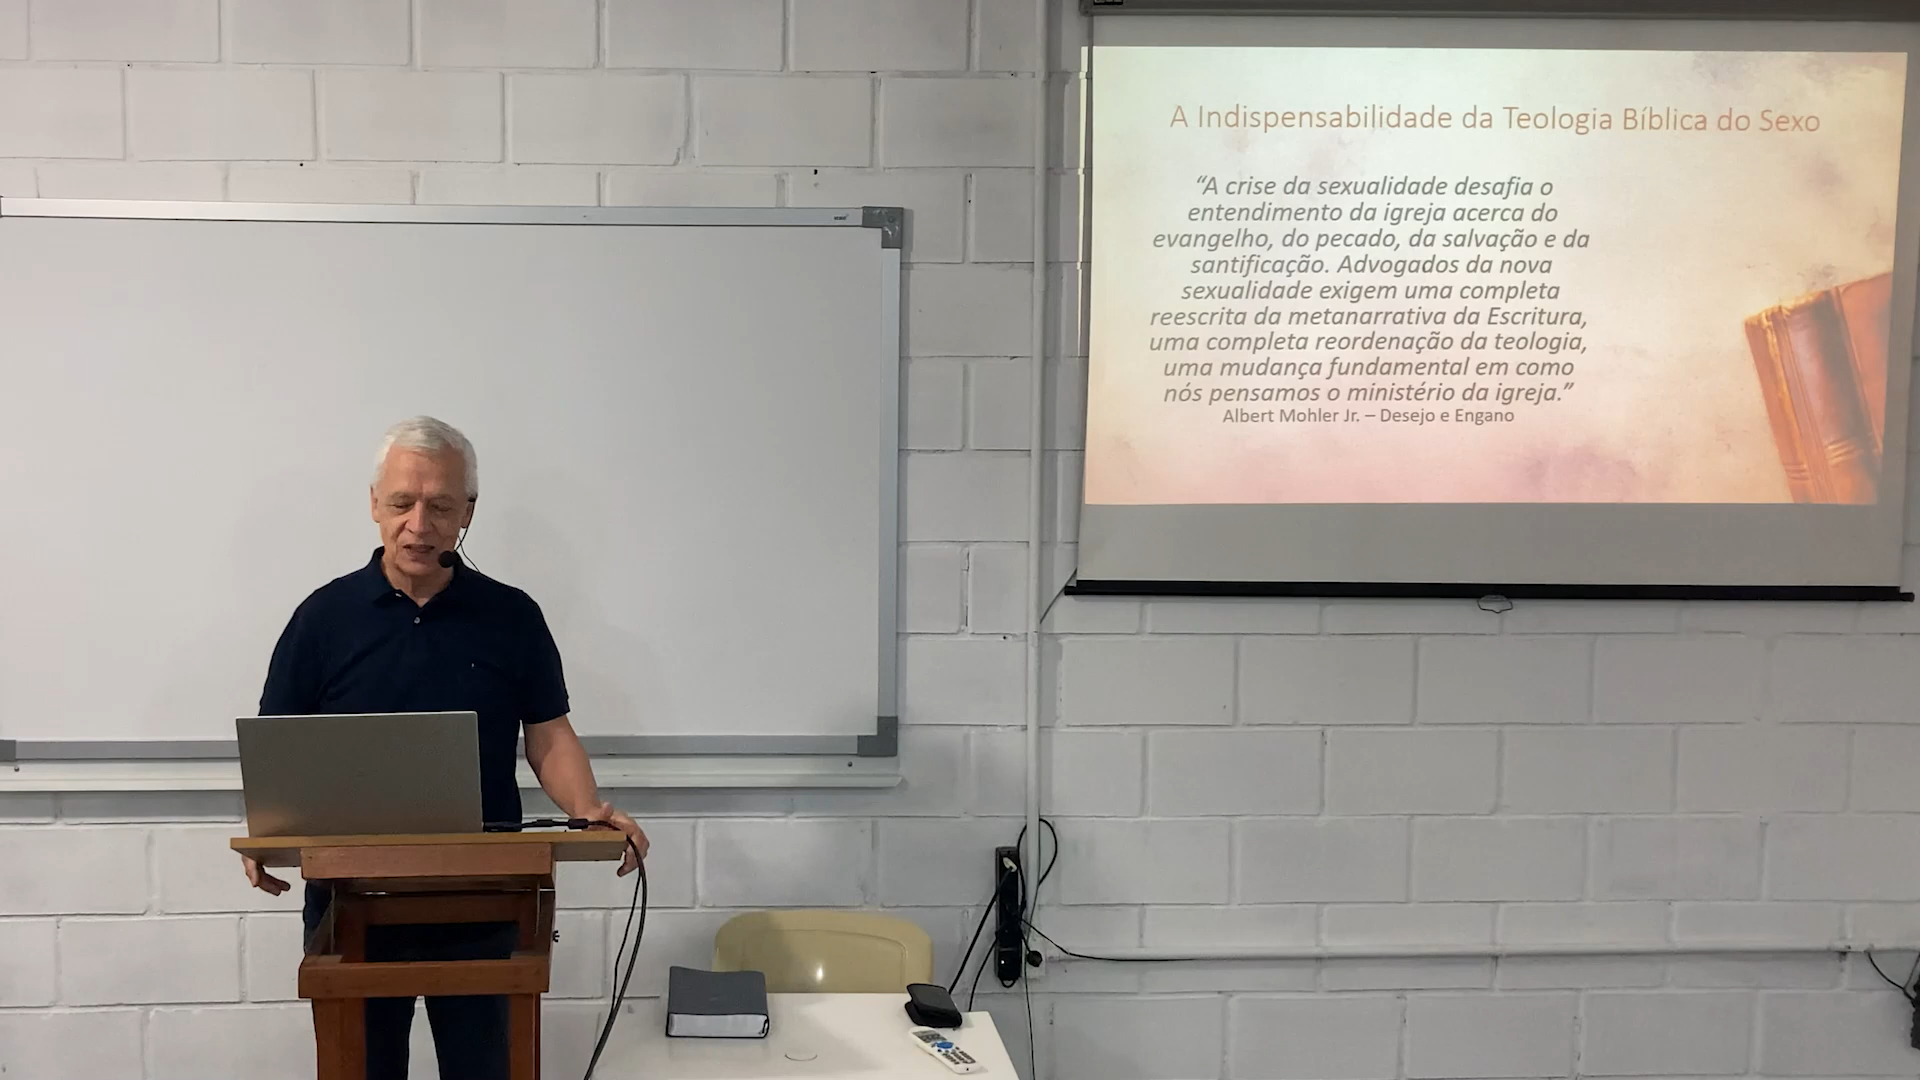 A Indispensabilidade da Teologia Bíblica do Sexo
“A crise da sexualidade desafia o
entendimento da igreja acerca do
evangelho, do pecado, da salvação e da
santificação. Advogados da nova
sexualidade exigem uma completa
reescrita da metanarrativa da Escritura,
uma completa reordenação da teologia,
uma mudança fundamental em como
nós pensamos o ministério da igreja.”
Albert Mohler Jr. – Desejo e Engano